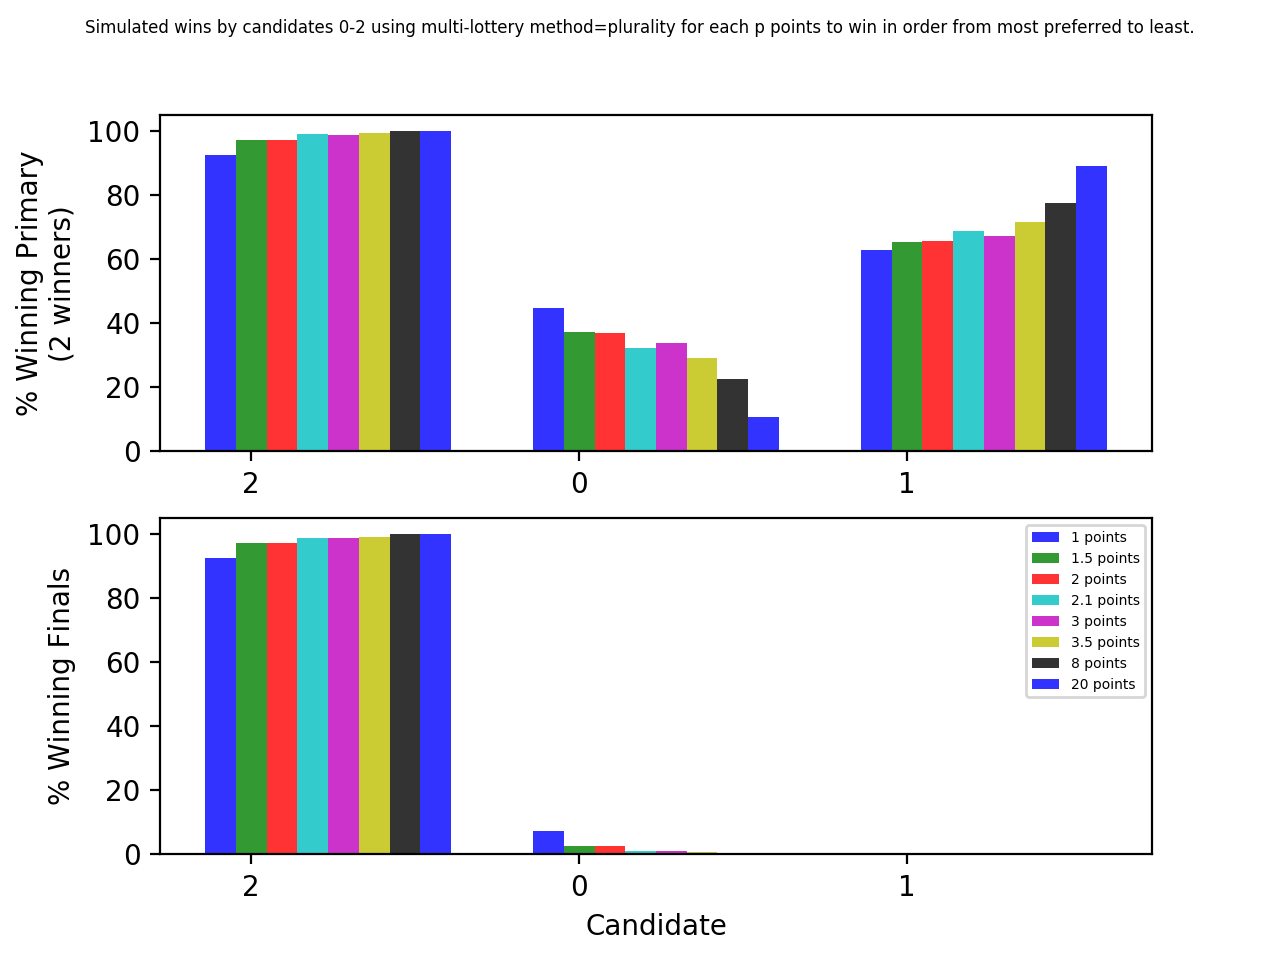 Simulated wins by candidates 0-2 using multi-lottery method=plurality for each p points to win in order from most preferred to least.
% Winning Primary
(2 winners)
100
80
60
40
20
0
2 0 1
% Winning Finals
100
80
60
40
20
0
1 points
1.5 points
2 points
2.1 points
3 points
3.5 points
8 points
20 points
2 0 1
Candidate